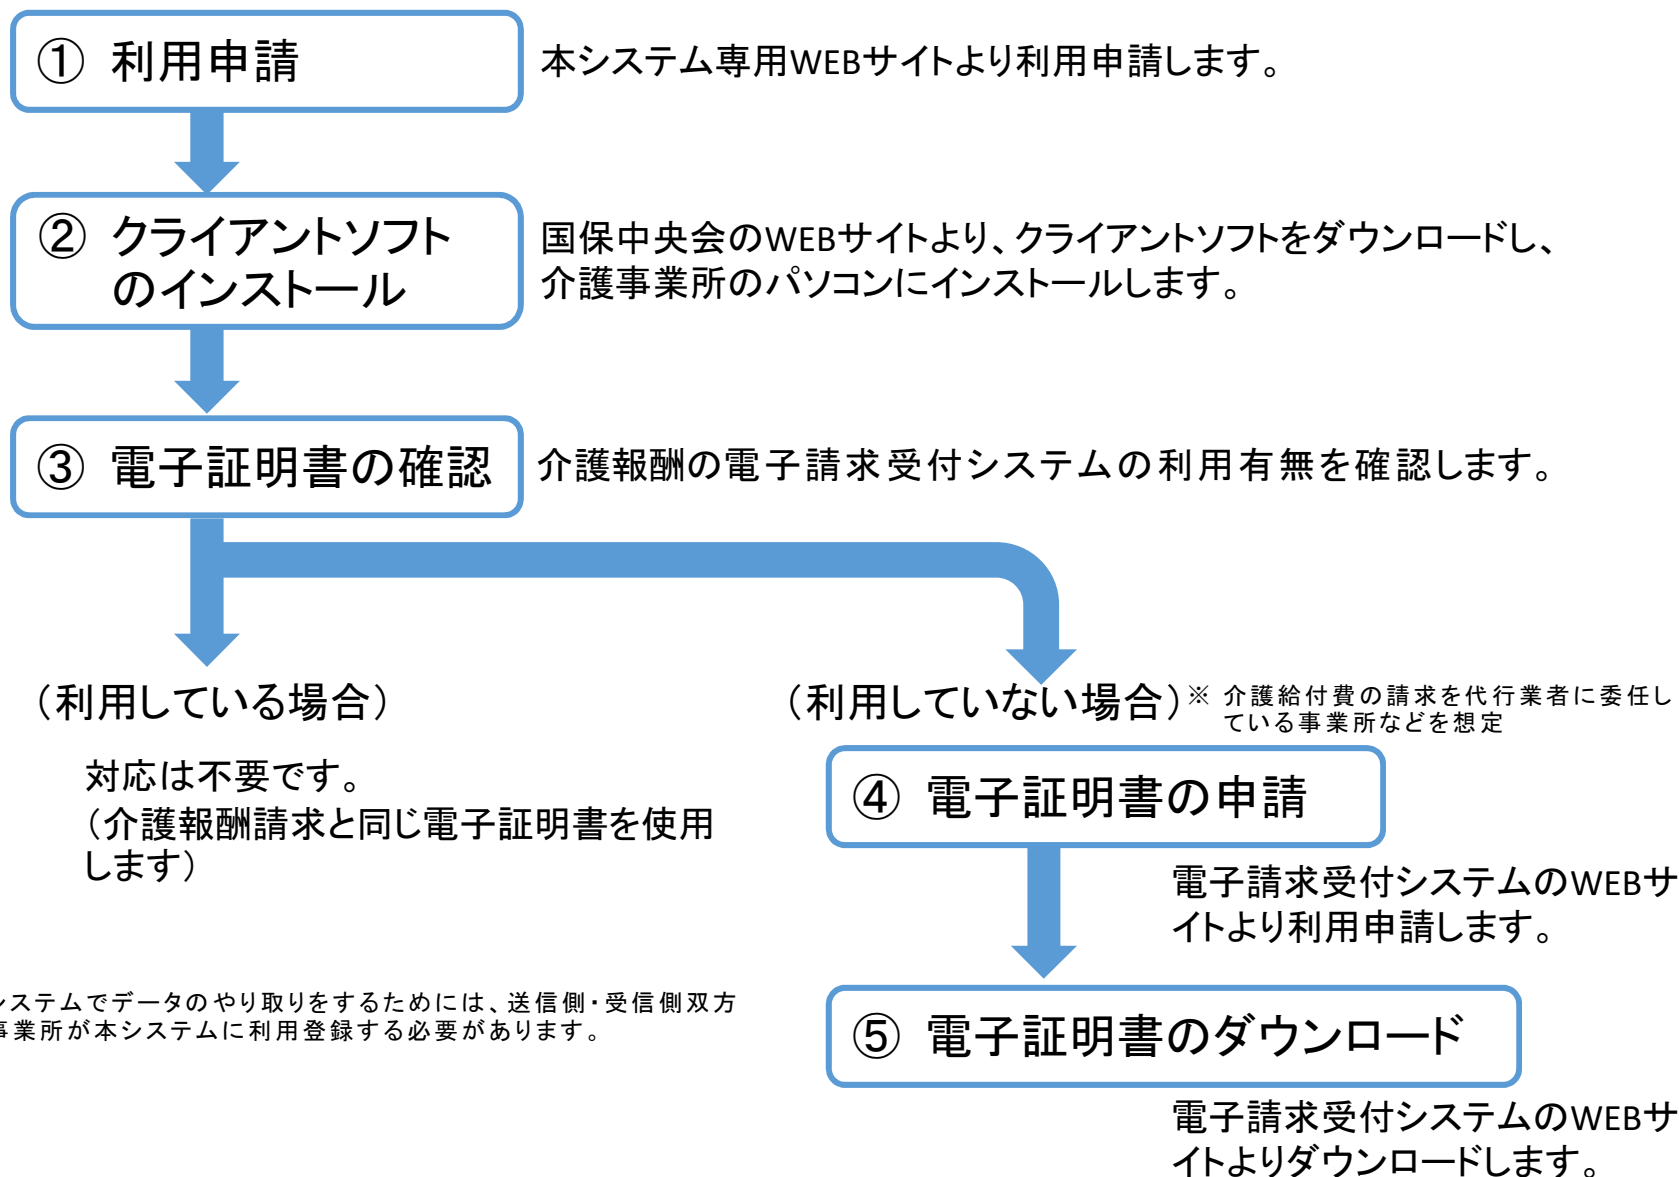 ① 利用申請
本システム専用WEBサイトより利用申請します。
② クライアントソフト
のインストール
国保中央会のWEBサイトより、クライアントソフトをダウンロードし、
介護事業所のパソコンにインストールします。
③ 電子証明書の確認
介護報酬の電子請求受付システムの利用有無を確認します。
（利用している場合）
対応は不要です。
（介護報酬請求と同じ電子証明書を使用
します）
（利用していない場合）
※ 介護給付費の請求を代行業者に委任し
ている事業所などを想定
④ 電子証明書の申請
電子請求受付システムのWEBサ
イトより利用申請します。
⑤ 電子証明書のダウンロード
電子請求受付システムのWEBサ
イトよりダウンロードします。
システムでデータのやり取りをするためには、送信側・受信側双方
事業所が本システムに利用登録する必要があります。